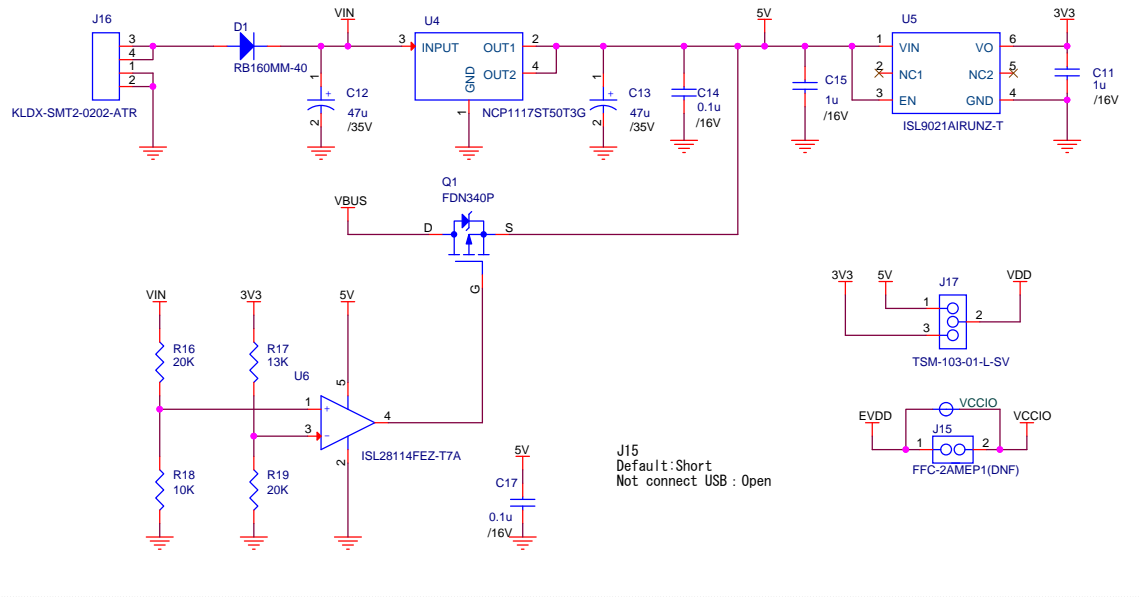 J16
3
4
1
2
KLDX-SMT2-0202-ATR
D1
RB160MM-40
VIN
1
+
2
C12
47u
/35V
U4
3
INPUT
OUT1
2
OUT2
4
GND
1
NCP1117ST50T3G
1
+
2
C13
47u
/35V
C14
0.1u
/16V
5V
C15
1u
/16V
U5
1
VIN
VO
6
2
NC1
NC2
5
3
EN
GND
4
ISL9021AIRUNZ-T
3V3
C11
1u
/16V
Q1
FDN340P
VBUS
D
S
G
VIN
3V3
5V
R16
20K
R17
13K
U6
5
1
+
4
3
−
2
ISL28114FEZ-T7A
R18
10K
R19
20K
5V
C17
0.1u
/16V
3V3
5V
J17
VDD
1
2
3
TSM-103-01-L-SV
VCCIO
EVDD
VCCIO
J15
1
2
FFC-2AMEP1(DNF)
J15
Default:Short
Not connect USB : Open